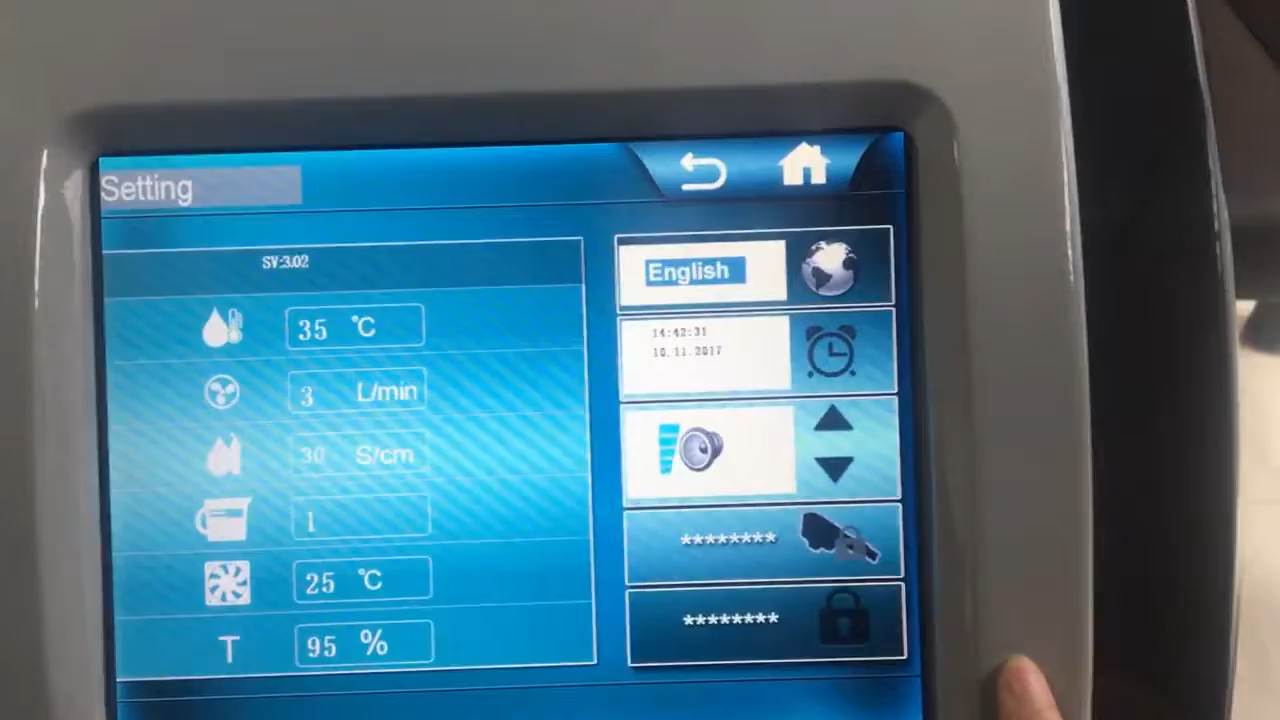 Setting
SV:3.02
35 ℃
3 L/min
30 S/cm
1
25 ℃
T 95 %
English
14:42:31
10.11.2017
********
********